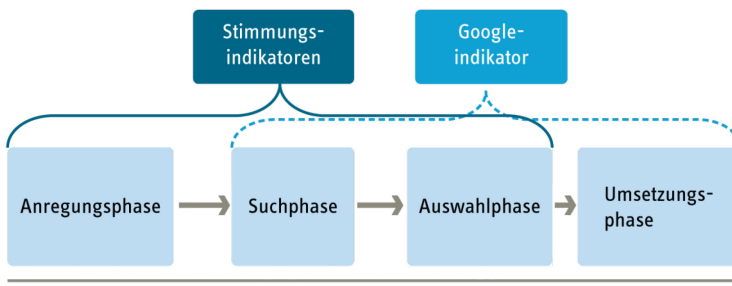 Stimmungs-
indikatoren
Google-
indikator
Anregungsphase
Suchphase
Auswahlphase
Umsetzungs-
phase